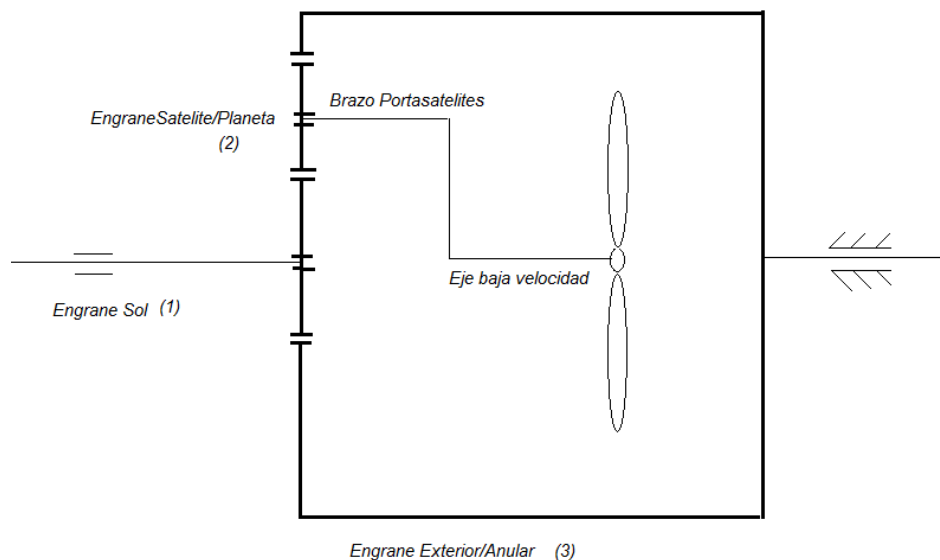 Brazo Portasatelites
EngraneSatelite/Planeta
(2)
Eje baja velocidad
Engrane Sol (1)
Engrane Exterior/Anular (3)